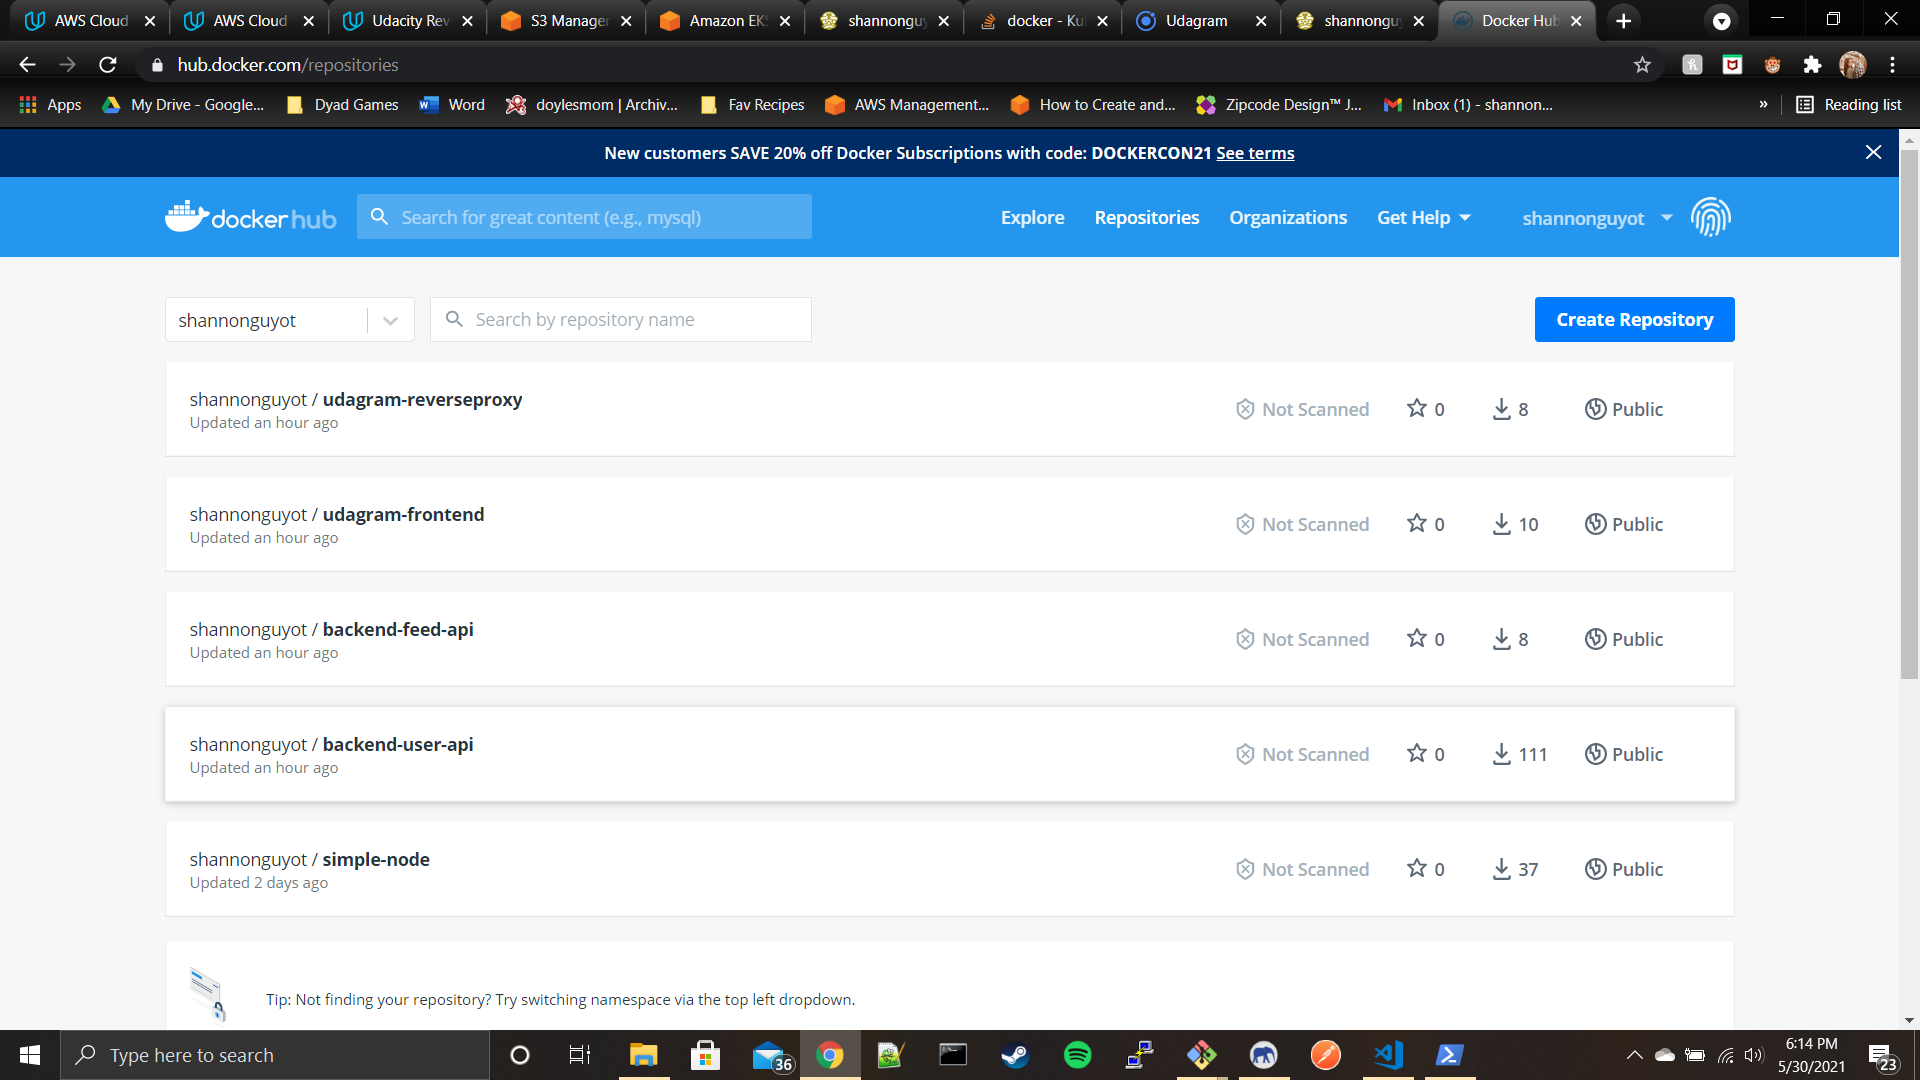 AWS Cloud
AWS Cloud
Udacity Rev
S3 Manager
Amazon EKS
shannonguy
docker - Ku
Udagram
shannonguy
Docker Hub
hub.docker.com/repositories
Apps
My Drive - Google...
Dyad Games
Word
doylesmom | Archiv...
Fav Recipes
AWS Management...
How to Create and...
Zipcode Design™ J...
Inbox (1) - shannon...
»
Reading list
New customers SAVE 20% off Docker Subscriptions with code: DOCKERCON21 See terms
docker hub
Search for great content (e.g., mysql)
Explore
Repositories
Organizations
Get Help
shannonguyot
shannonguyot
Search by repository name
Create Repository
shannonguyot / udagram-reverseproxy
Updated an hour ago
Not Scanned
0
8
Public
shannonguyot / udagram-frontend
Updated an hour ago
Not Scanned
0
10
Public
shannonguyot / backend-feed-api
Updated an hour ago
Not Scanned
0
8
Public
shannonguyot / backend-user-api
Updated an hour ago
Not Scanned
0
111
Public
shannonguyot / simple-node
Updated 2 days ago
Not Scanned
0
37
Public
Tip: Not finding your repository? Try switching namespace via the top left dropdown.
Type here to search
36
6:14 PM
5/30/2021
23